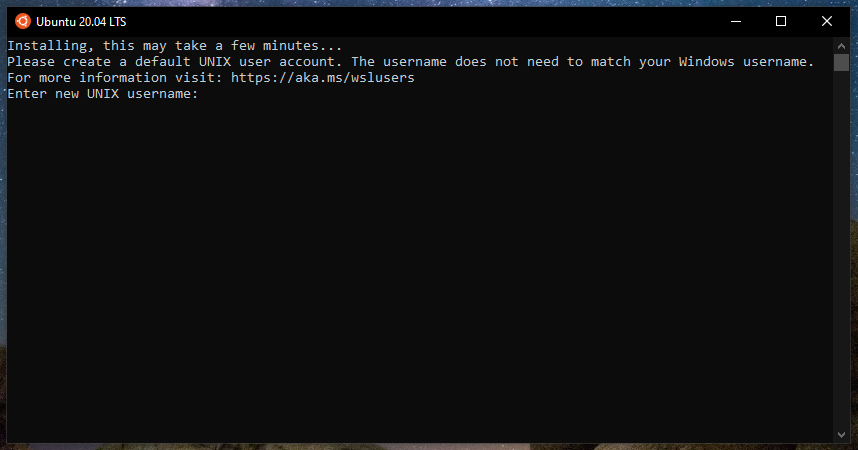 Ubuntu 20.04 LTS
Installing, this may take a few minutes...
Please create a default UNIX user account. The username does not need to match your Windows username.
For more information visit: https://aka.ms/wslusers
Enter new UNIX username: